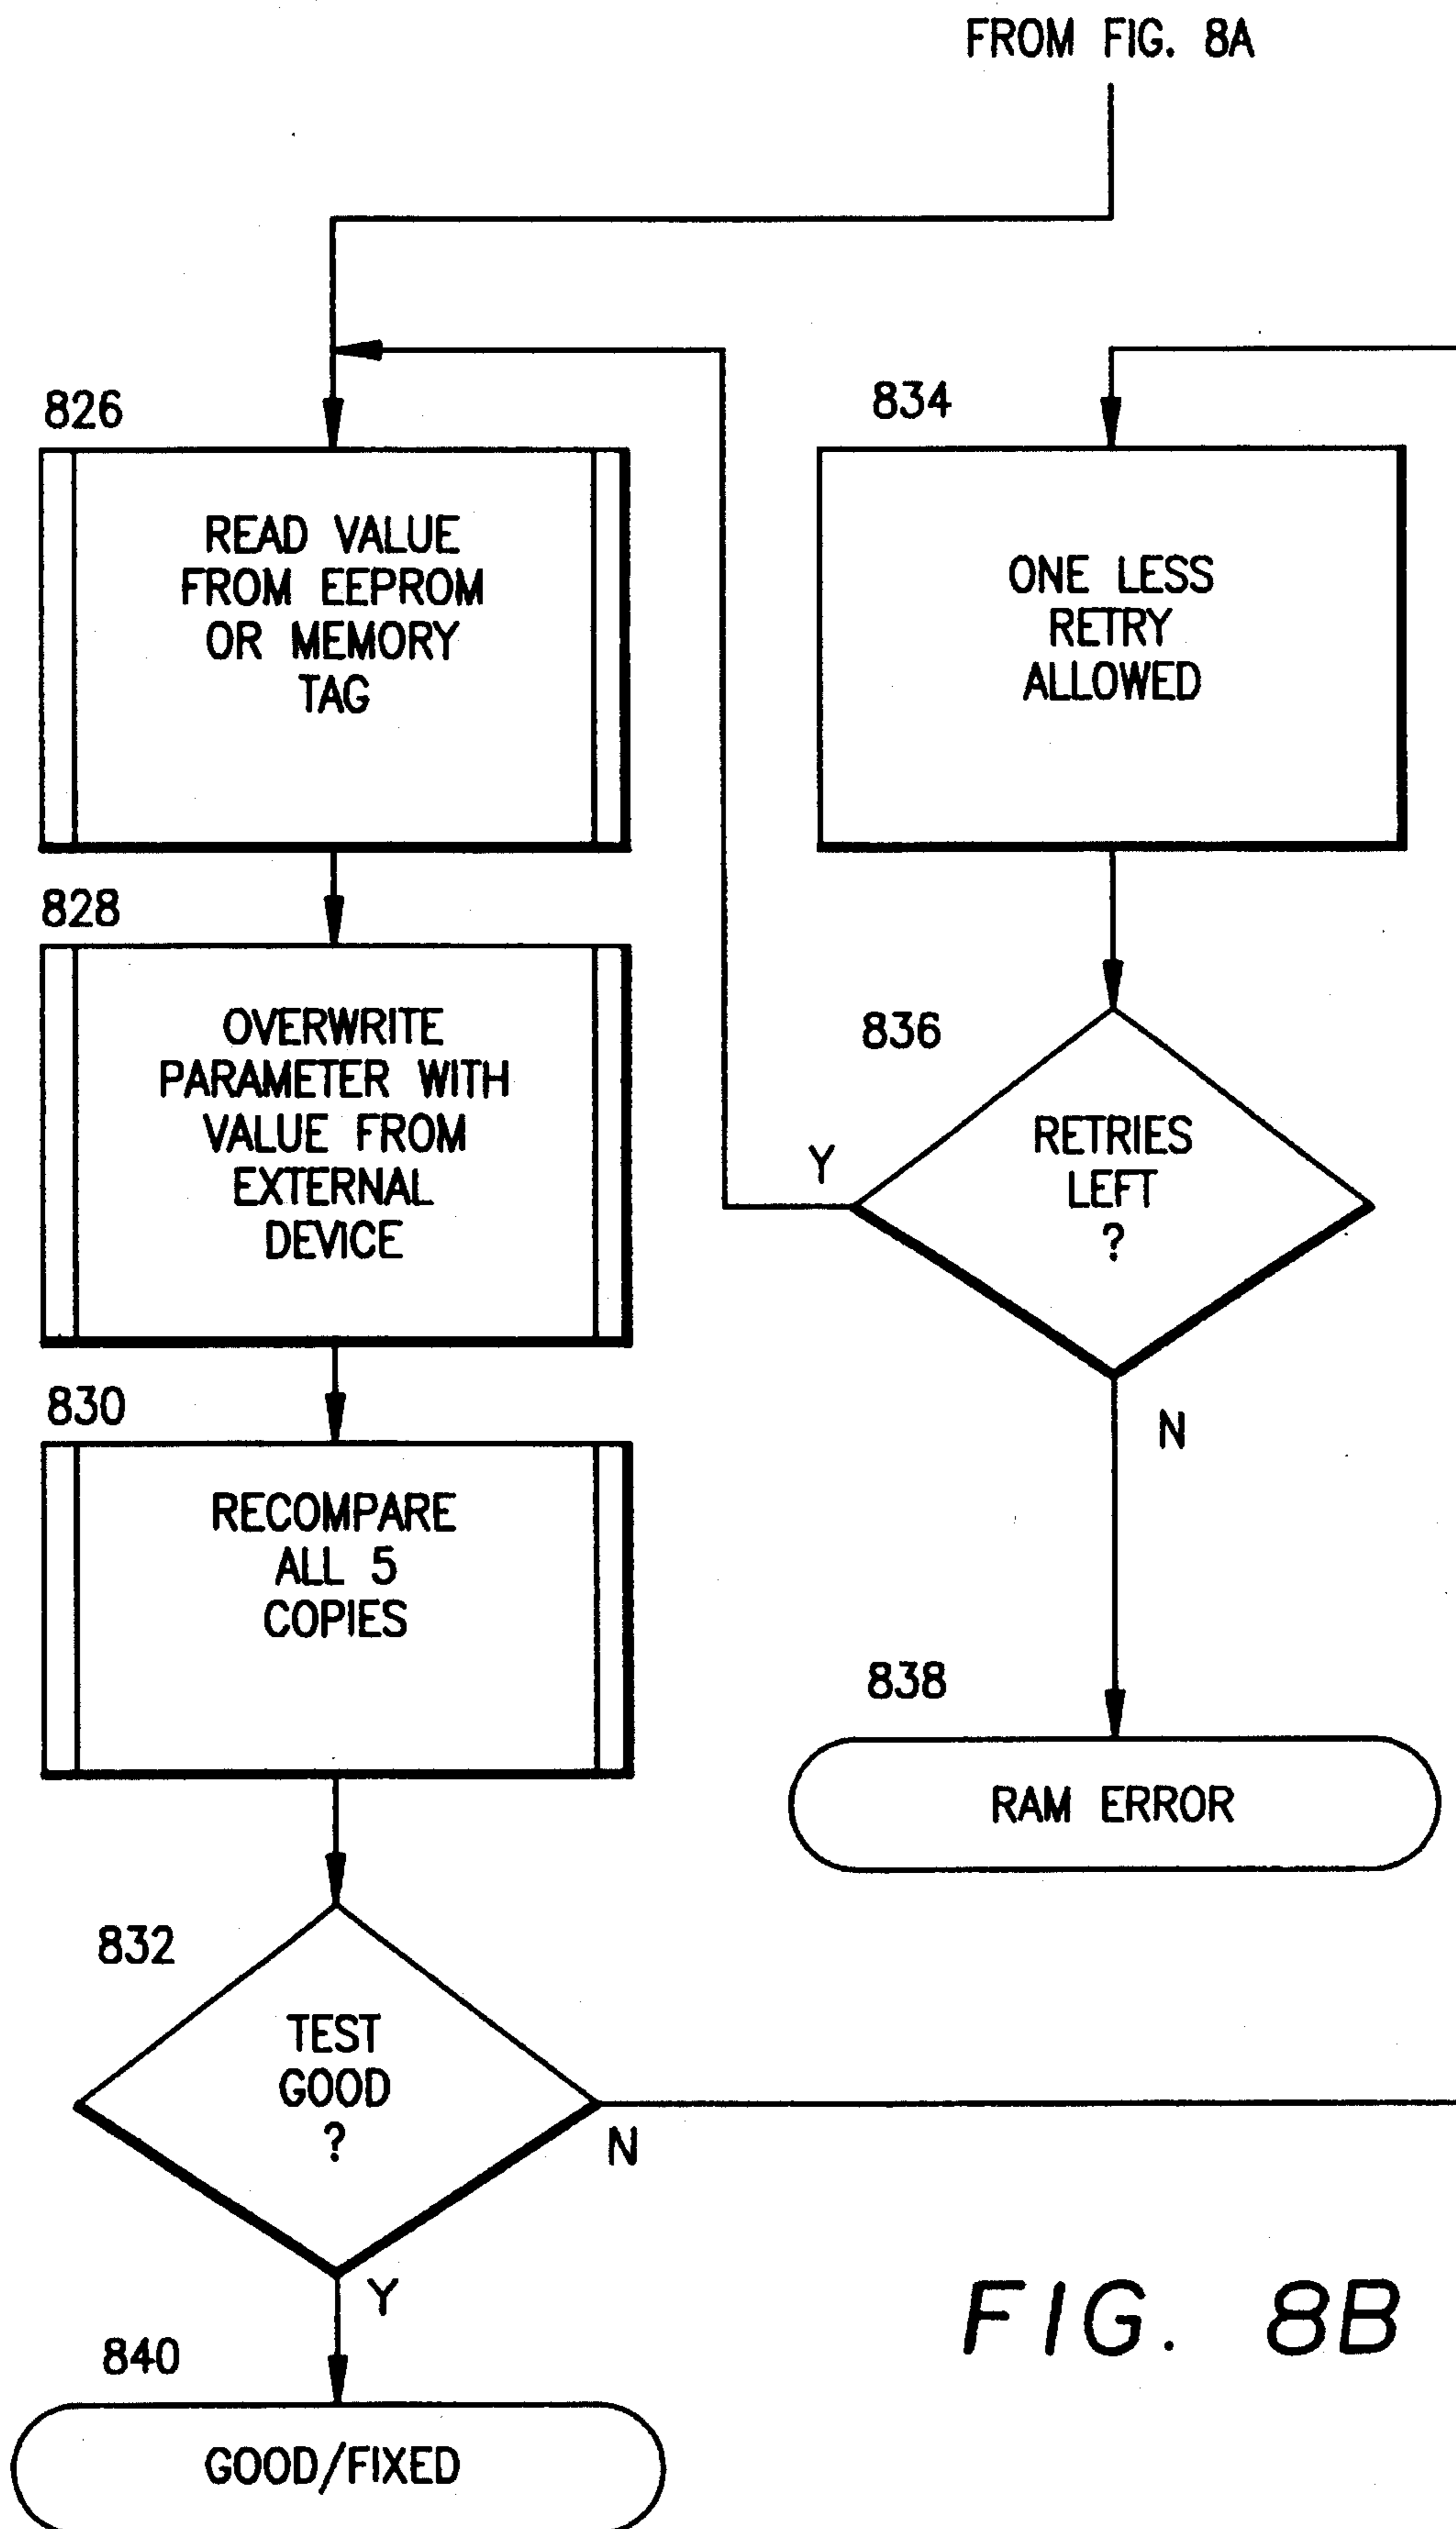 FROM FIG. 8A
826
READ VALUE
FROM EEPROM
OR MEMORY
TAG
828
OVERWRITE
PARAMETER WITH
VALUE FROM
EXTERNAL
DEVICE
830
RECOMPARE
ALL 5
COPIES
832
TEST
GOOD
?
N
Y
840
GOOD/FIXED
834
ONE LESS
RETRY
ALLOWED
836
RETRIES
LEFT
?
Y
N
838
RAM ERROR
FIG. 8B